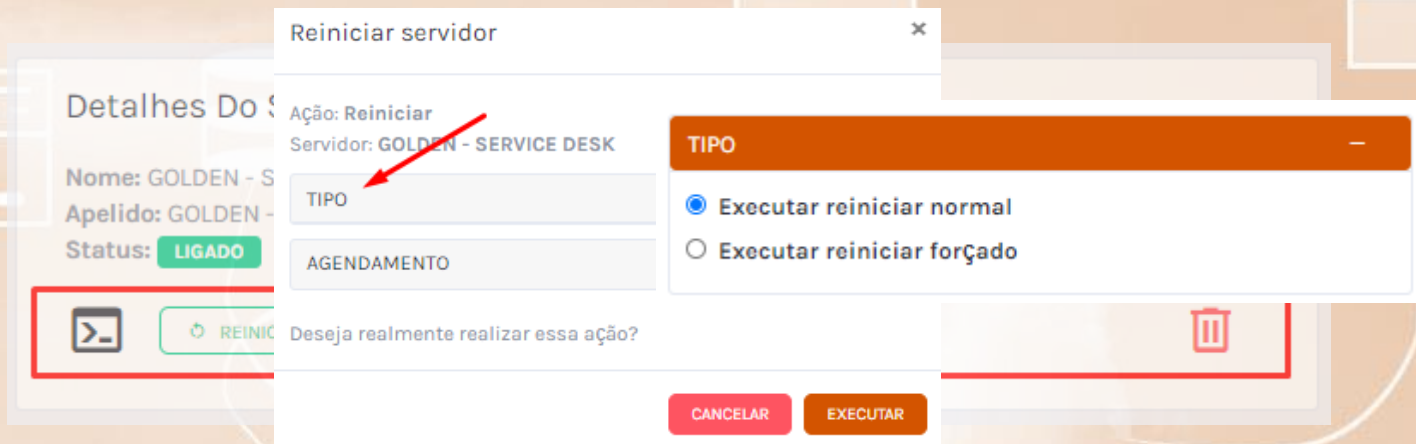 Reiniciar servidor
×
Detalhes Do
Ação: Reiniciar
Servidor: GOLDEN - SERVICE DESK
TIPO
AGENDAMENTO
Deseja realmente realizar essa ação?
CANCELAR
EXECUTAR
Nome: GOLDEN - S
Apelido: GOLDEN -
Status: LIGADO
REINIC
TIPO
Executar reiniciar normal
Executar reiniciar forçado